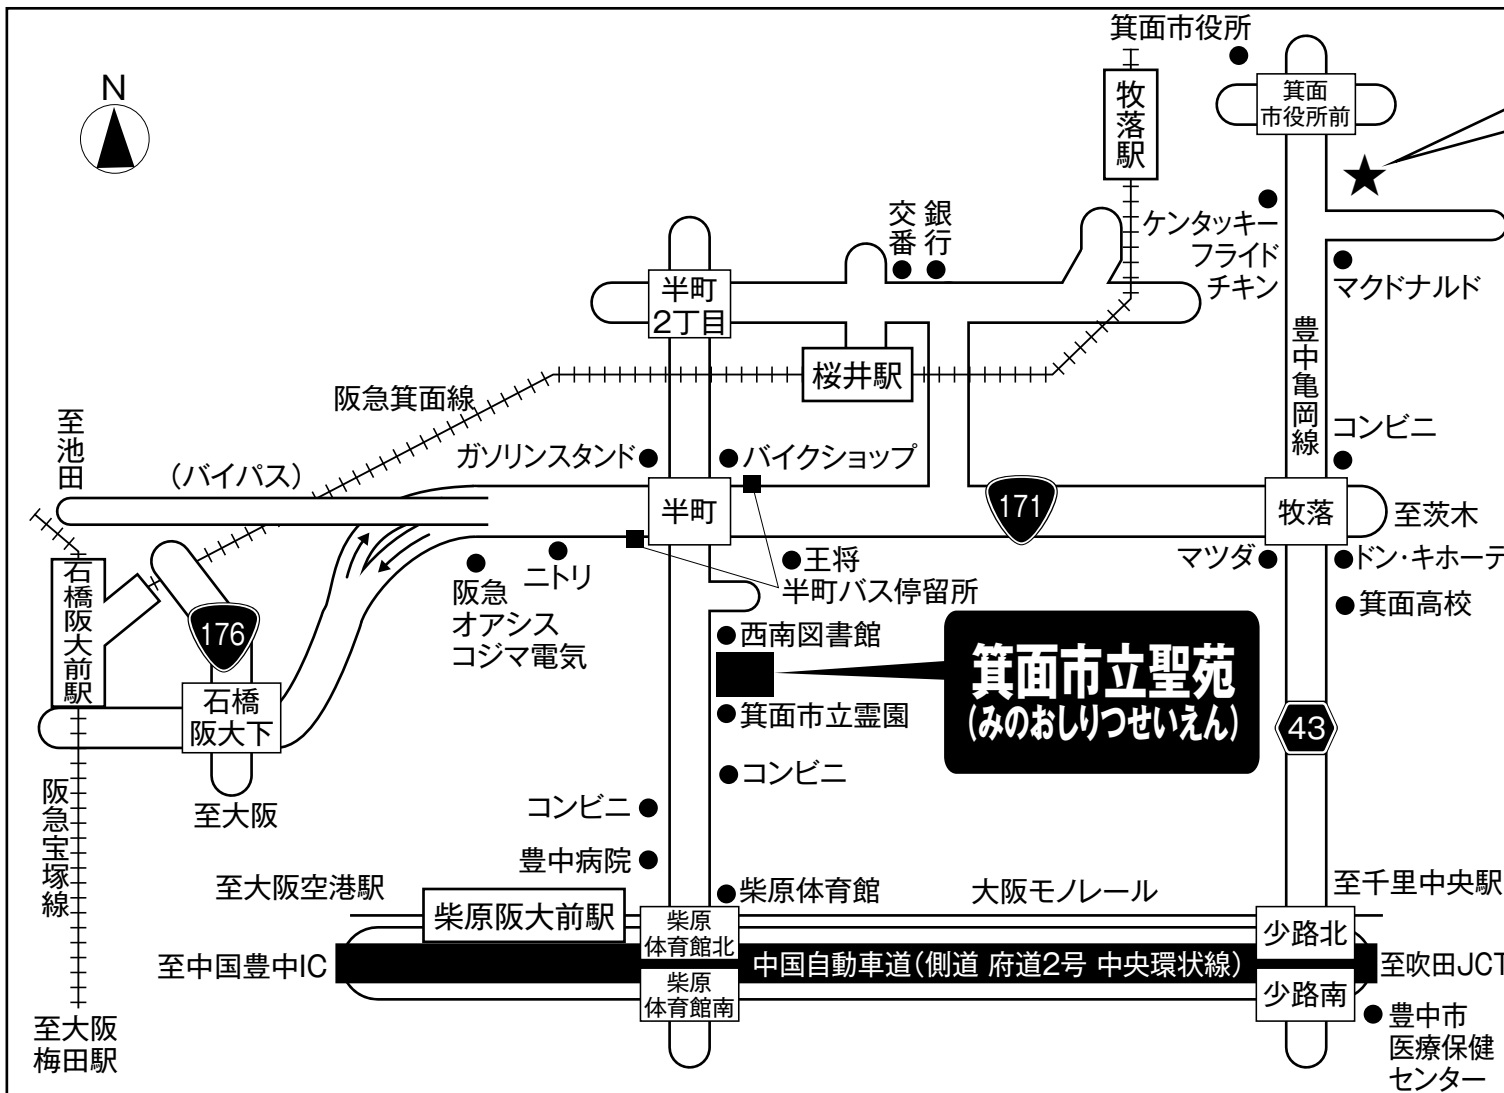 箕面市役所
N
牧落駅
箕面
市役所前
交番
銀行
ケンタッキー
フライド
チキン
マクドナルド
半町
2丁目
桜井駅
豊中亀岡線
阪急箕面線
至池田
(バイパス)
ガソリンスタンド
バイクショップ
コンビニ
半町
171
牧落
至茨木
石橋阪大前駅
176
阪急
オアシス
コジマ電気
ニトリ
王将
半町バス停留所
マツダ
ドン・キホーテ
箕面高校
西南図書館
箕面市立聖苑
(みのおしりつせいえん)
箕面市立霊園
石橋
阪大下
43
コンビニ
至大阪
コンビニ
阪急宝塚線
豊中病院
至大阪空港駅
柴原体育館
大阪モノレール
至千里中央駅
柴原阪大前駅
柴原
体育館北
少路北
至中国豊中IC
中国自動車道(側道 府道2号 中央環状線)
至吹田JCT
柴原
体育館南
少路南
至大阪
梅田駅
豊中市
医療保健
センター